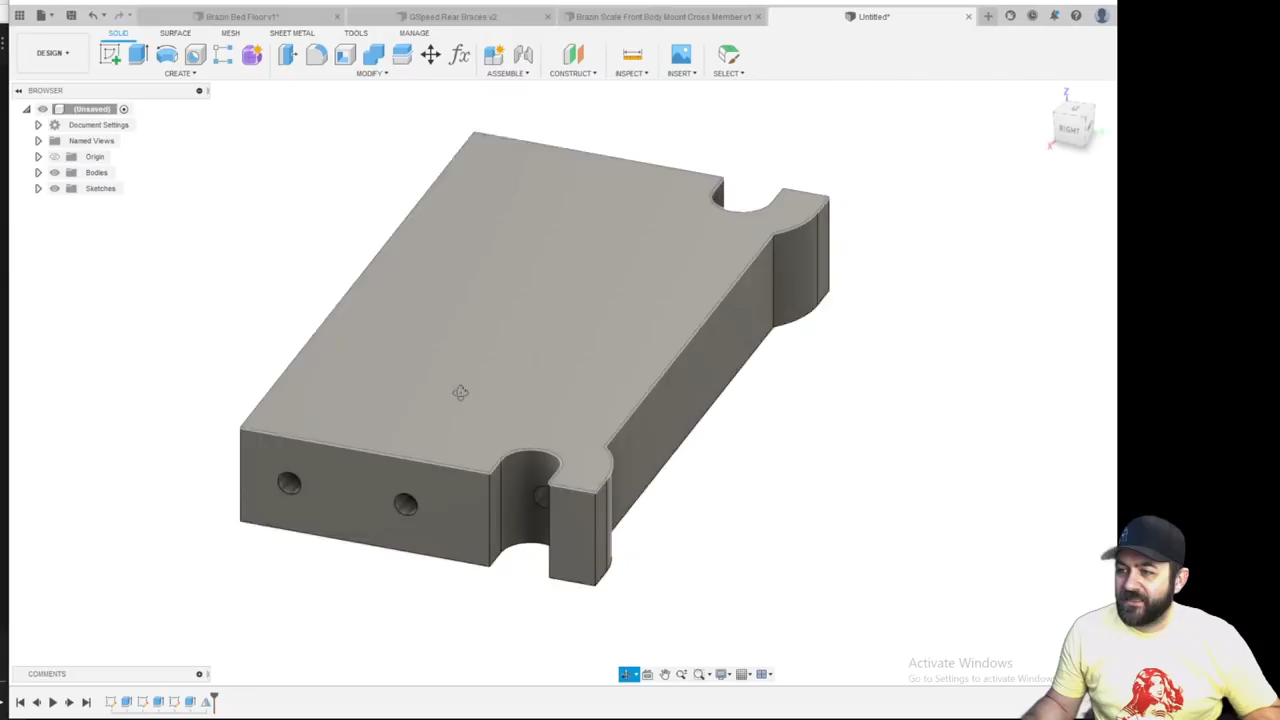 Brazin Bed Floor v1*
GSpeed Rear Braces v2
Brazin Scale Front Body Mount Cross Member v1
Untitled*
SOLID
SURFACE
MESH
SHEET METAL
TOOLS
MANAGE
DESIGN
CREATE
MODIFY
ASSEMBLE
CONSTRUCT
INSPECT
INSERT
SELECT
BROWSER
(Unsaved)
Document Settings
Named Views
Origin
Bodies
Sketches
Z
RIGHT
X
COMMENTS
Activate Windows
Go to Settings to activate Windows